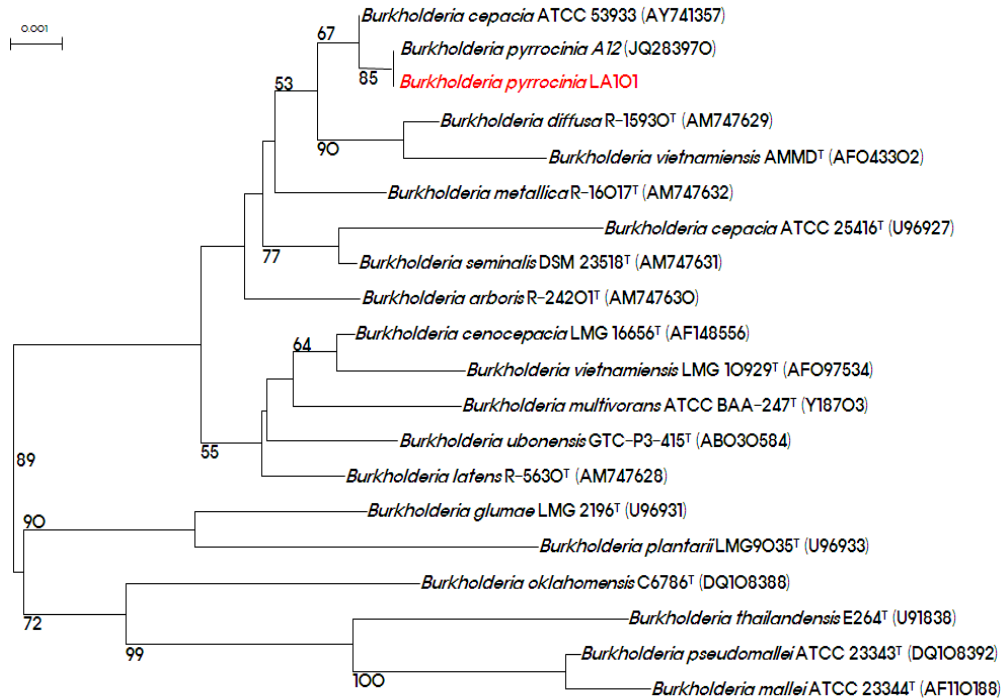 0.001
Burkholderia cepacia ATCC 53933 (AY741357)
67
Burkholderia pyrrocinia A12 (JQ283970)
85
Burkholderia pyrrocinia LA101
53
Burkholderia diffusa R-15930ᵀ (AM747629)
90
Burkholderia vietnamiensis AMMDᵀ (AF043302)
Burkholderia metallica R-16017ᵀ (AM747632)
Burkholderia cepacia ATCC 25416ᵀ (U96927)
77
Burkholderia seminalis DSM 23518ᵀ (AM747631)
Burkholderia arboris R-24201ᵀ (AM747630)
Burkholderia cenocepacia LMG 16656ᵀ (AF148556)
64
Burkholderia vietnamiensis LMG 10929ᵀ (AF097534)
Burkholderia multivorans ATCC BAA-247ᵀ (Y18703)
Burkholderia ubonensis GTC-P3-415ᵀ (AB030584)
55
89
Burkholderia latens R-5630ᵀ (AM747628)
Burkholderia glumae LMG 2196ᵀ (U96931)
90
Burkholderia plantarii LMG9035ᵀ (U96933)
Burkholderia oklahomensis C6786ᵀ (DQ108388)
72
Burkholderia thailandensis E264ᵀ (U91838)
99
Burkholderia pseudomallei ATCC 23343ᵀ (DQ108392)
100
Burkholderia mallei ATCC 23344ᵀ (AF110188)